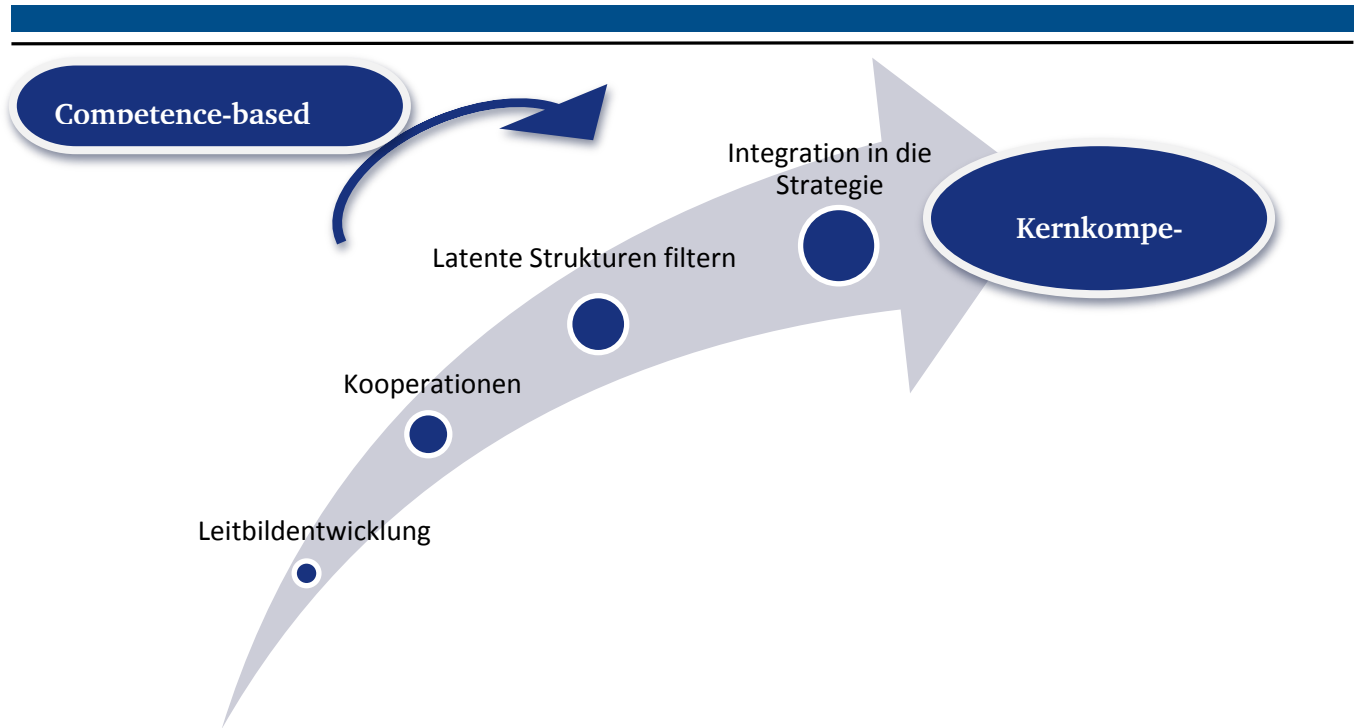 Competence-based
Integration in die
Strategie
Kernkompe-
Latente Strukturen filtern
Kooperationen
Leitbildentwicklung